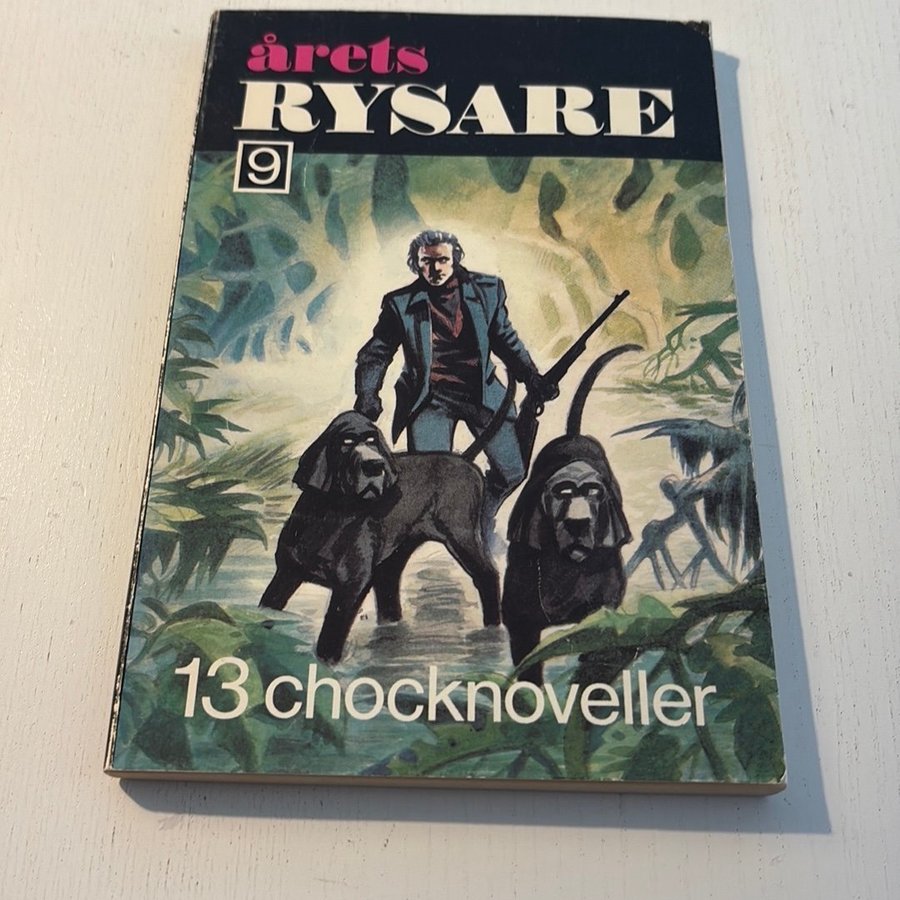 årets
RYSARE
9
13 chocknoveller